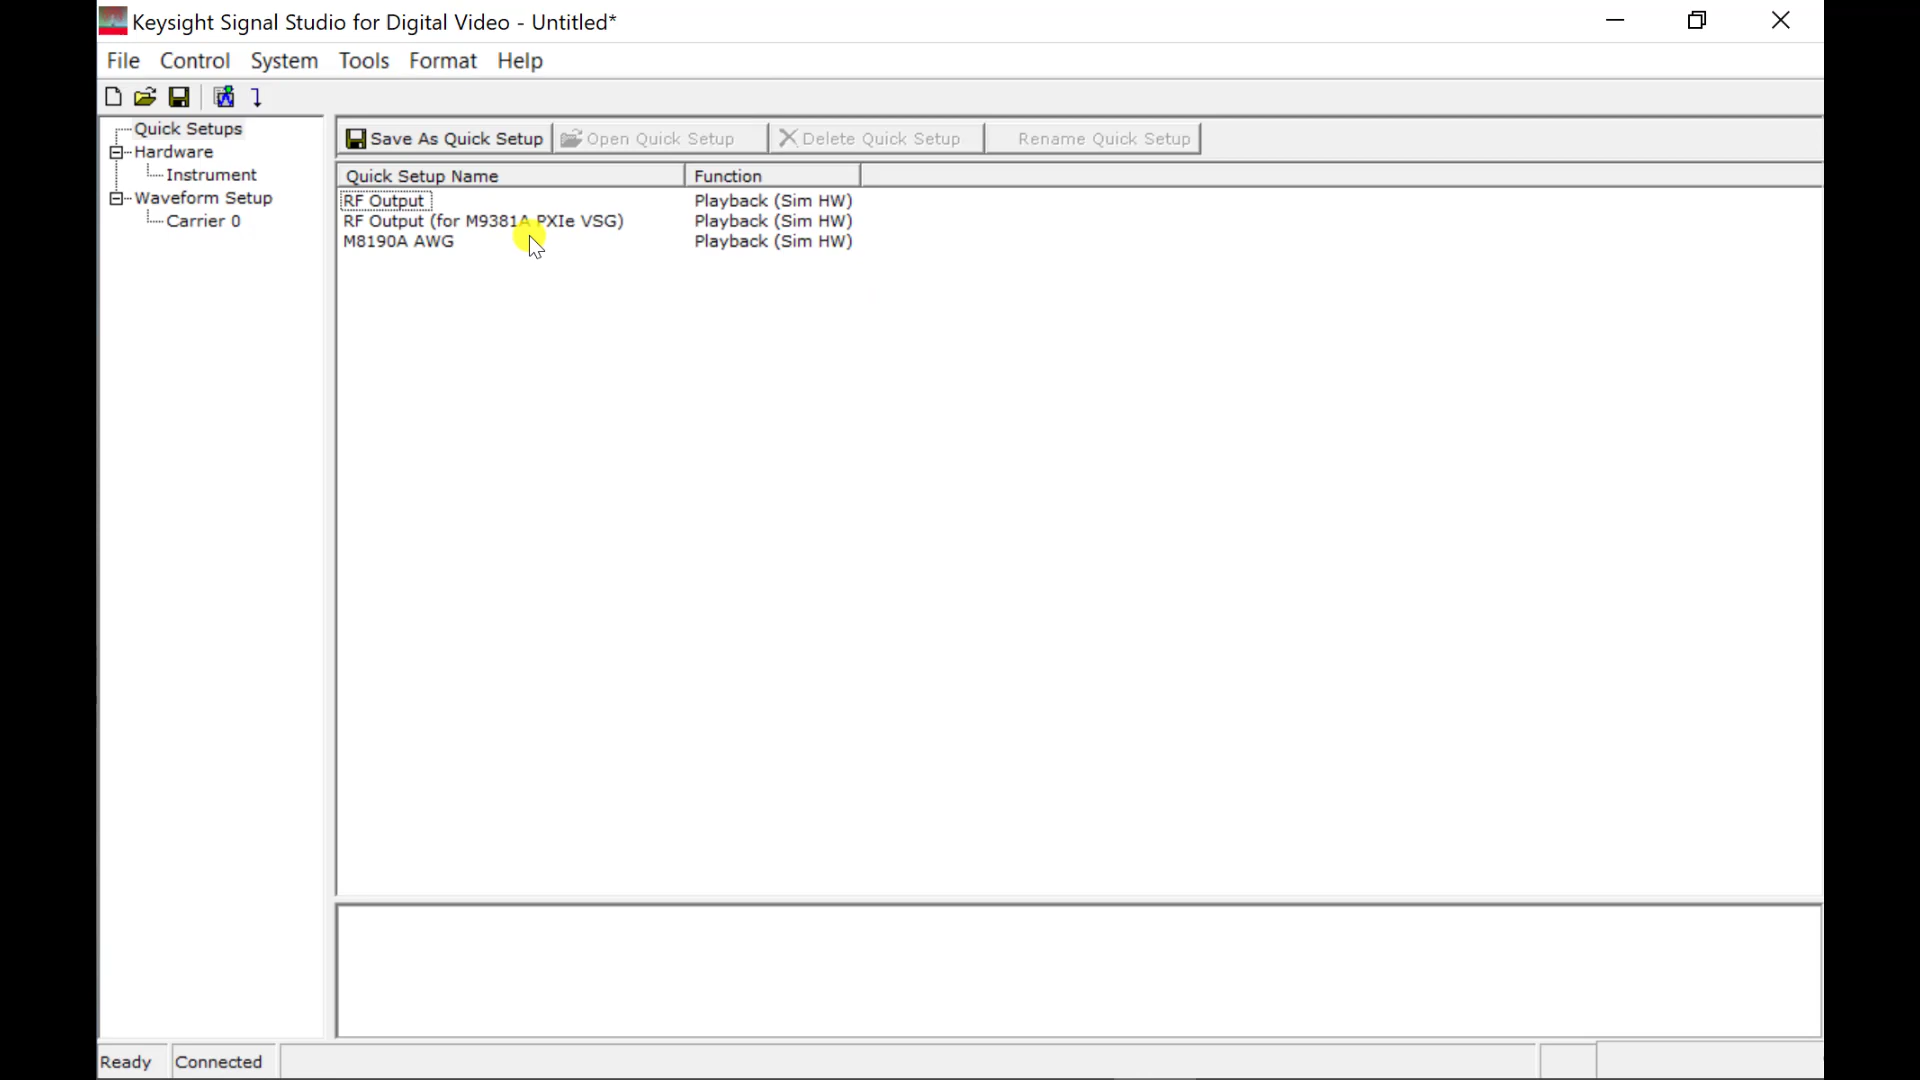 Keysight Signal Studio for Digital Video - Untitled*
File Control System Tools Format Help
Quick Setups
Hardware
Instrument
Waveform Setup
Carrier 0
Save As Quick Setup Open Quick Setup Delete Quick Setup Rename Quick Setup
Quick Setup Name Function
RF Output Playback (Sim HW)
RF Output (for M9381A PXIe VSG) Playback (Sim HW)
M8190A AWG Playback (Sim HW)
Ready Connected